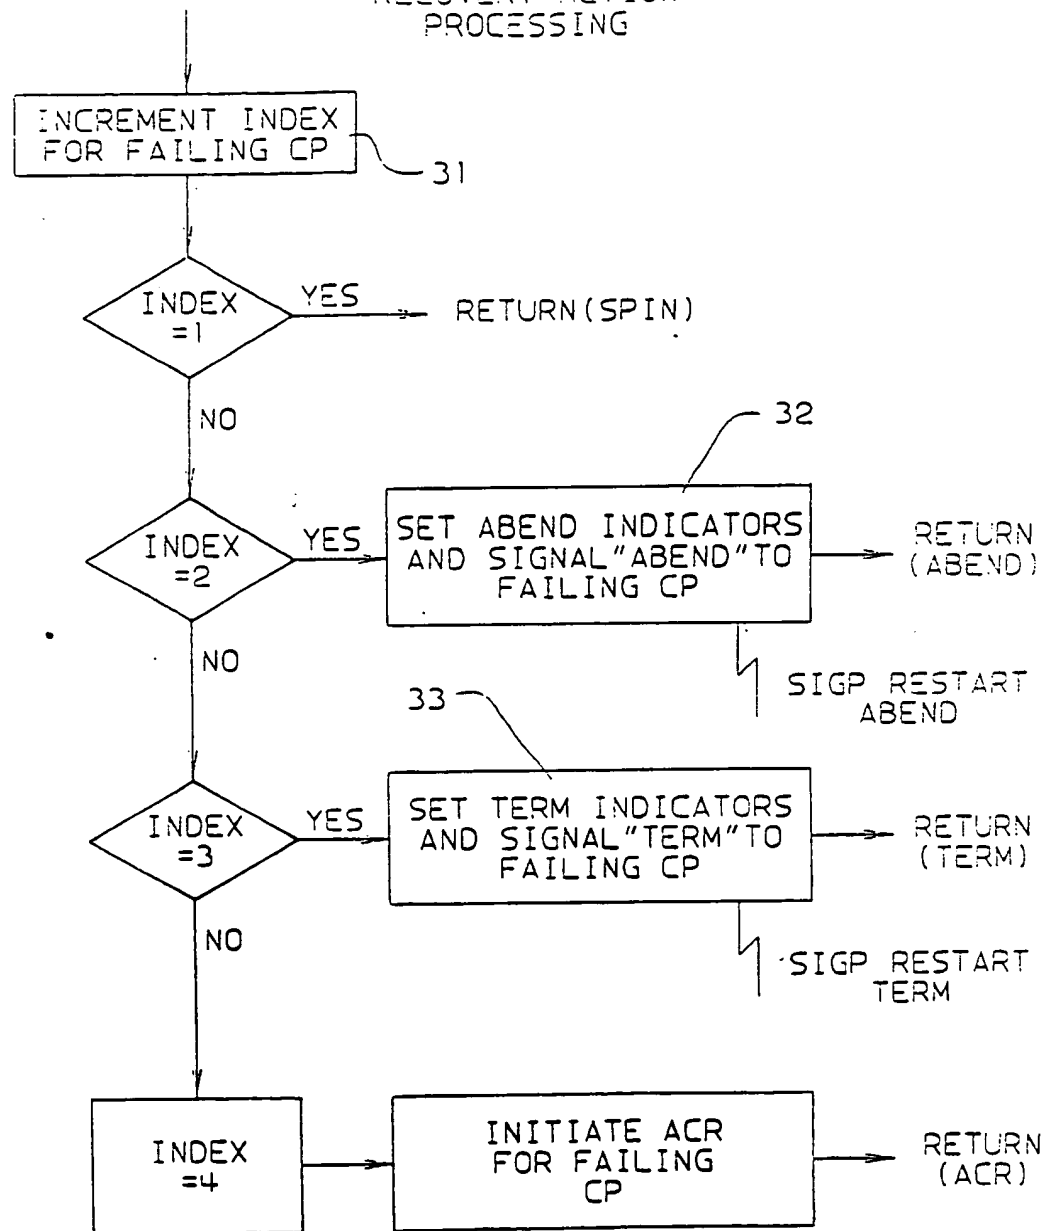 PROCESSING
INCREMENT INDEX
FOR FAILING CP
31
INDEX
=1
YES
RETURN(SPIN)
NO
32
INDEX
=2
YES
SET ABEND INDICATORS
AND SIGNAL"ABEND"TO
FAILING CP
RETURN
(ABEND)
NO
SIGP RESTART
ABEND
33
INDEX
=3
YES
SET TERM INDICATORS
AND SIGNAL"TERM"TO
FAILING CP
RETURN
(TERM)
NO
SIGP RESTART
TERM
INDEX
=4
INITIATE ACR
FOR FAILING
CP
RETURN
(ACR)